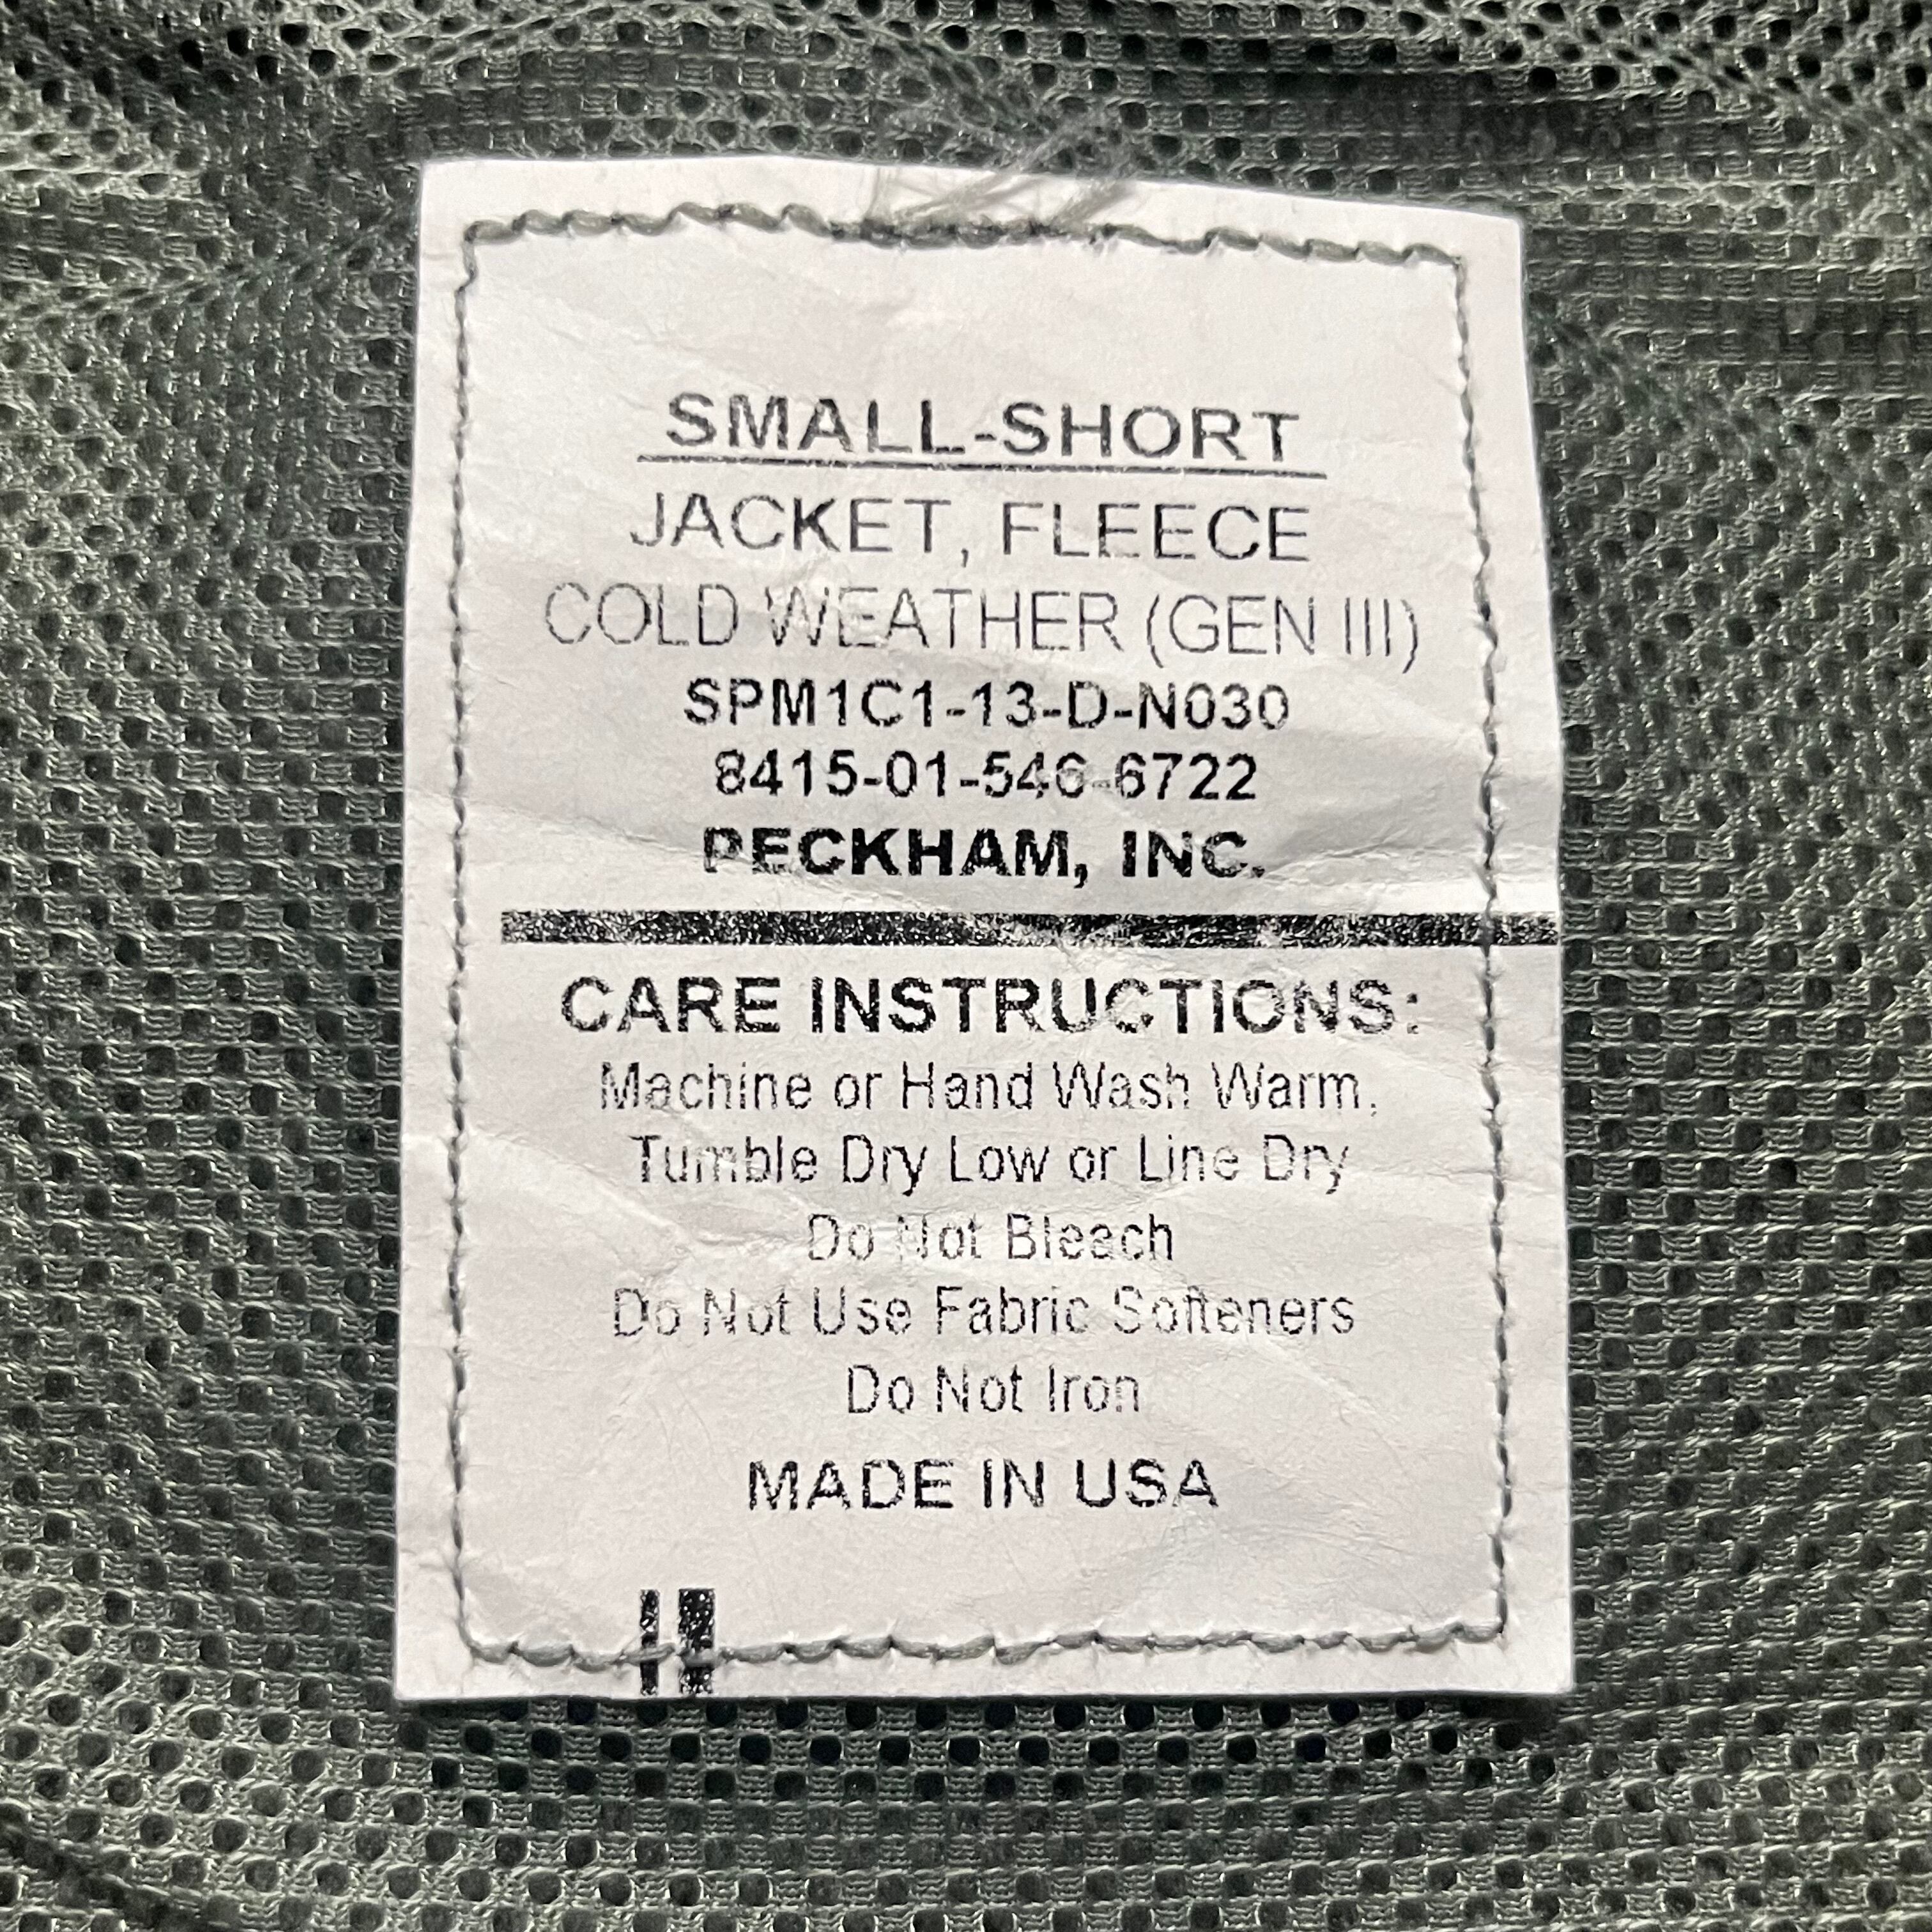 SMALL-SHORT
JACKET, FLEECE
COLD WEATHER (GEN III)
SPM1C1-13-D-N030
8415-01-546-6722
PECKHAM, INC.
CARE INSTRUCTIONS:
Machine or Hand Wash Warm,
Tumble Dry Low or Line Dry
Do Not Bleach
Do Not Use Fabric Softeners
Do Not Iron
MADE IN USA